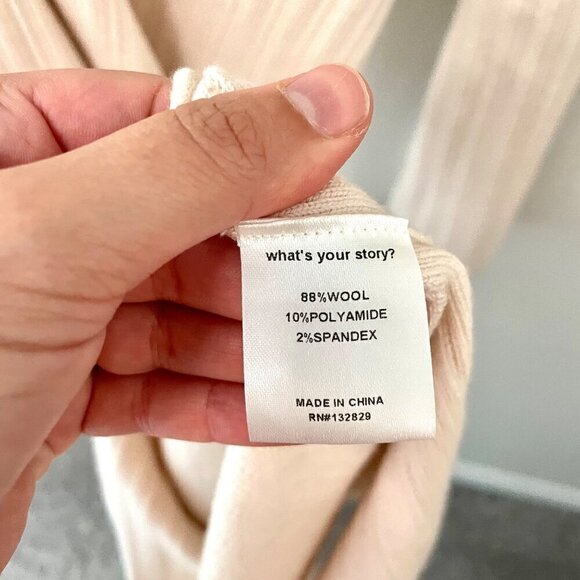 what's your story?
88%WOOL
10%POLYAMIDE
2%SPANDEX
MADE IN CHINA
RN#132829